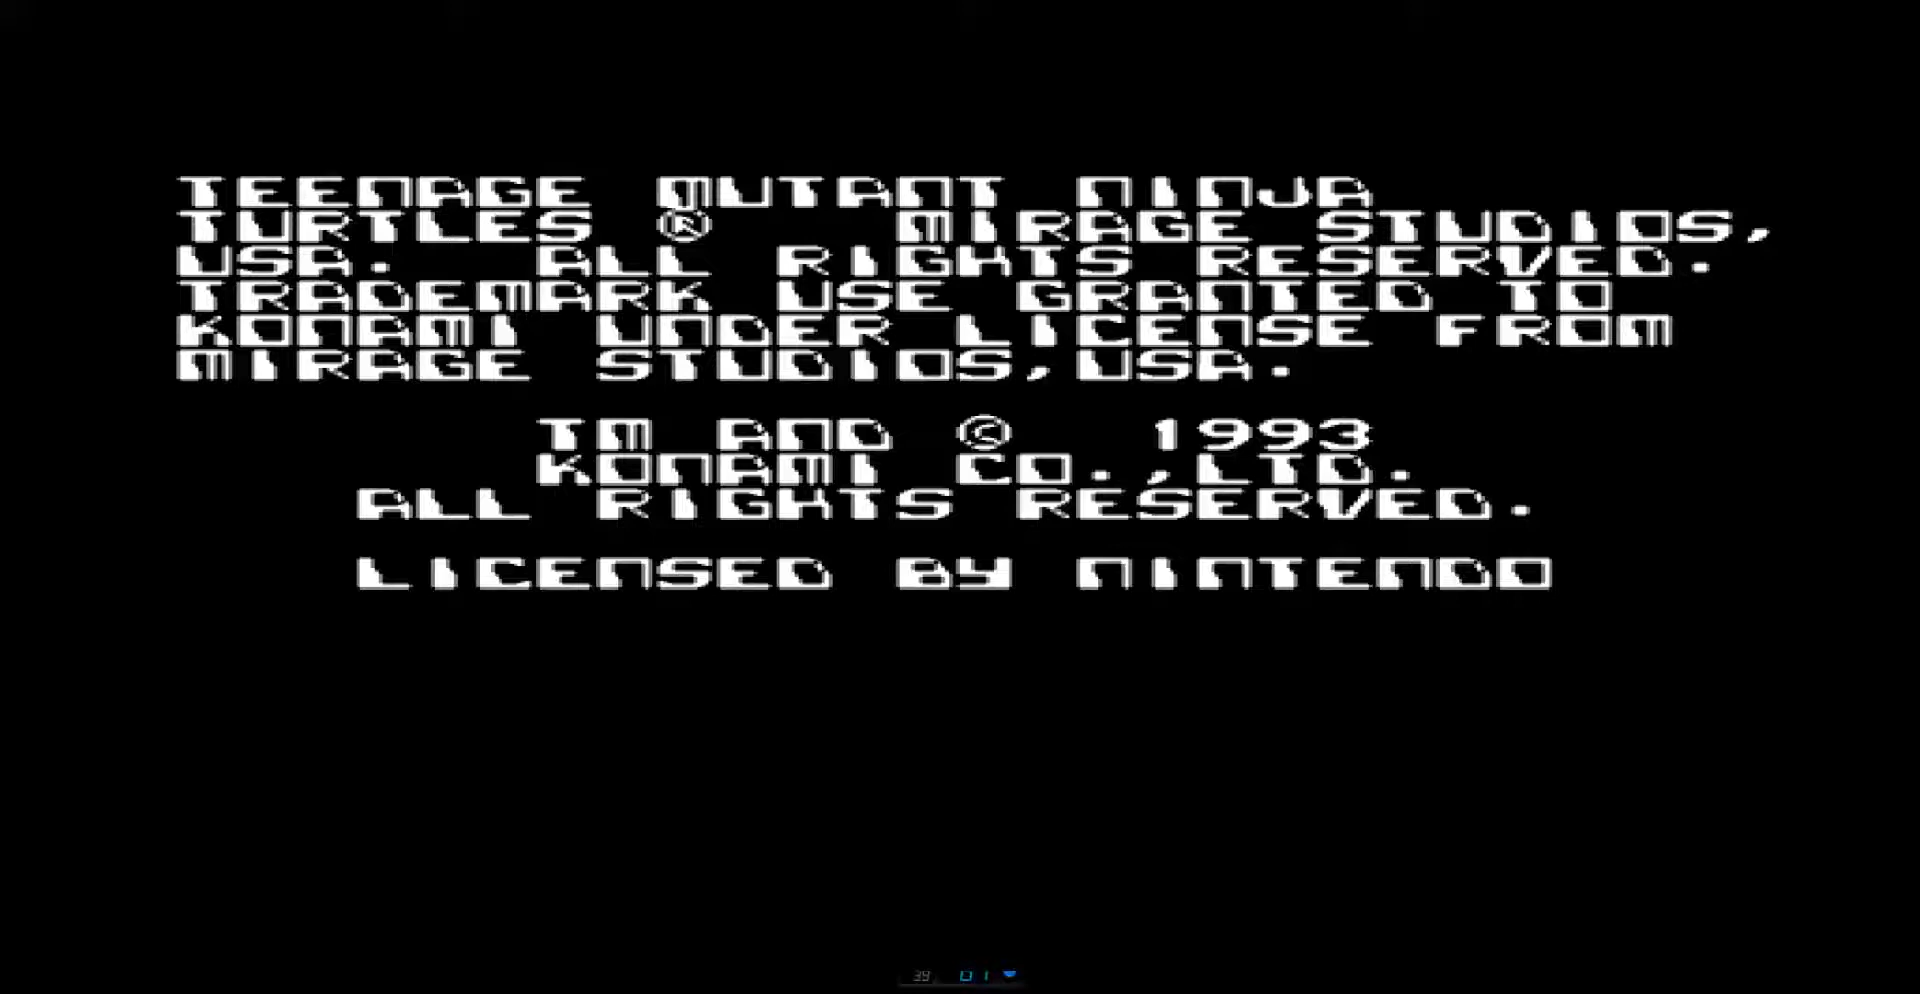 TEENAGE MUTANT NINJA
TURTLES ® MIRAGE STUDIOS,
USA. ALL RIGHTS RESERVED.
TRADEMARK USE GRANTED TO
KONAMI UNDER LICENSE FROM
MIRAGE STUDIOS,USA.
TM AND © 1993
KONAMI CO.,LTD.
ALL RIGHTS RESERVED.
LICENSED BY NINTENDO
39